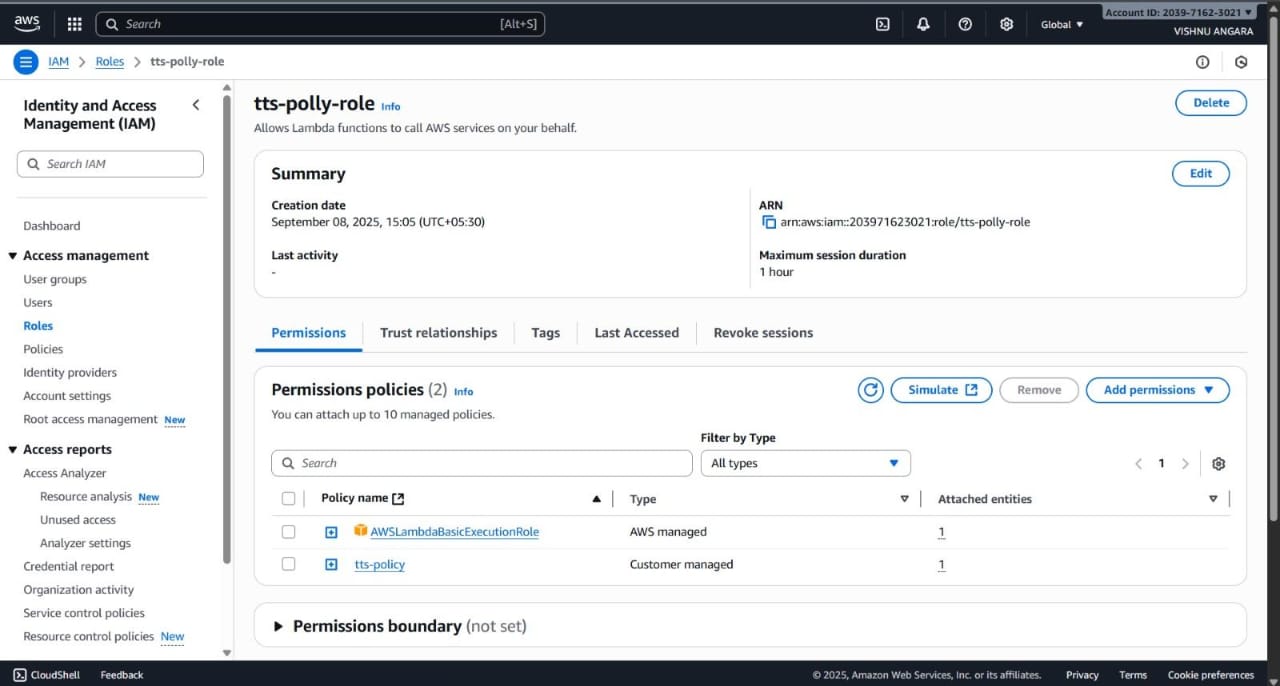 aws
Search [Alt+S]
Global
Account ID: 2039-7162-3021
VISHNU ANGARA
IAM > Roles > tts-polly-role
Identity and Access
Management (IAM)
Search IAM
Dashboard
Access management
User groups
Users
Roles
Policies
Identity providers
Account settings
Root access management New
Access reports
Access Analyzer
Resource analysis New
Unused access
Analyzer settings
Credential report
Organization activity
Service control policies
Resource control policies New
tts-polly-role Info
Delete
Allows Lambda functions to call AWS services on your behalf.
Summary
Edit
Creation date
September 08, 2025, 15:05 (UTC+05:30)
ARN
arn:aws:iam::203971623021:role/tts-polly-role
Last activity
-
Maximum session duration
1 hour
Permissions Trust relationships Tags Last Accessed Revoke sessions
Permissions policies (2) Info
Simulate Remove Add permissions
You can attach up to 10 managed policies.
Filter by Type
Search All types 1
Policy name Type Attached entities
AWSLambdaBasicExecutionRole AWS managed 1
tts-policy Customer managed 1
Permissions boundary (not set)
CloudShell Feedback © 2025, Amazon Web Services, Inc. or its affiliates. Privacy Terms Cookie preferences